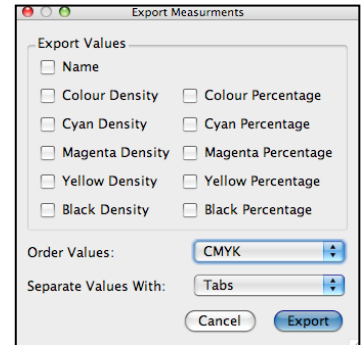 Export Measurments
Export Values
Name
Colour Density Colour Percentage
Cyan Density Cyan Percentage
Magenta Density Magenta Percentage
Yellow Density Yellow Percentage
Black Density Black Percentage
Order Values: CMYK
Separate Values With: Tabs
Cancel Export